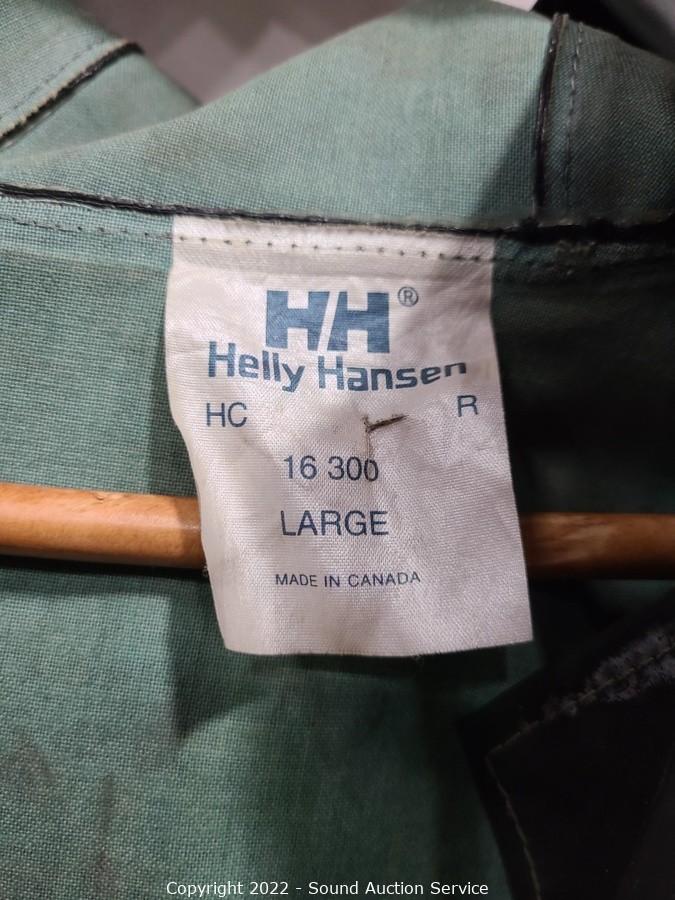 HH®
Helly Hansen
HC R
16 300
LARGE
MADE IN CANADA
Copyright 2022 - Sound Auction Service